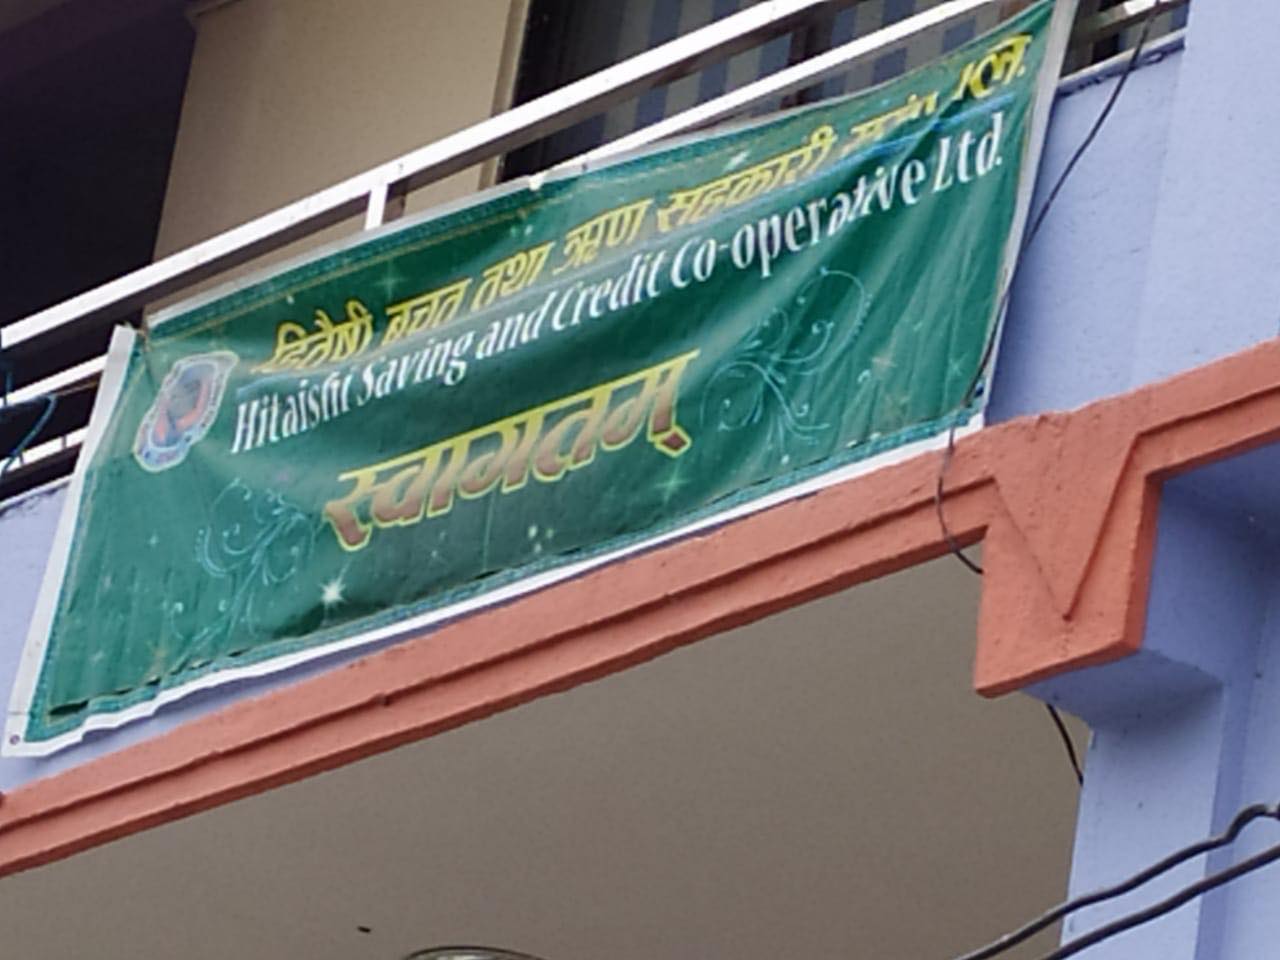 हितैषी बचत तथा ऋण सहकारी संस्था लि.
Hitaishi Saving and Credit Co-operative Ltd.
स्वागतम्